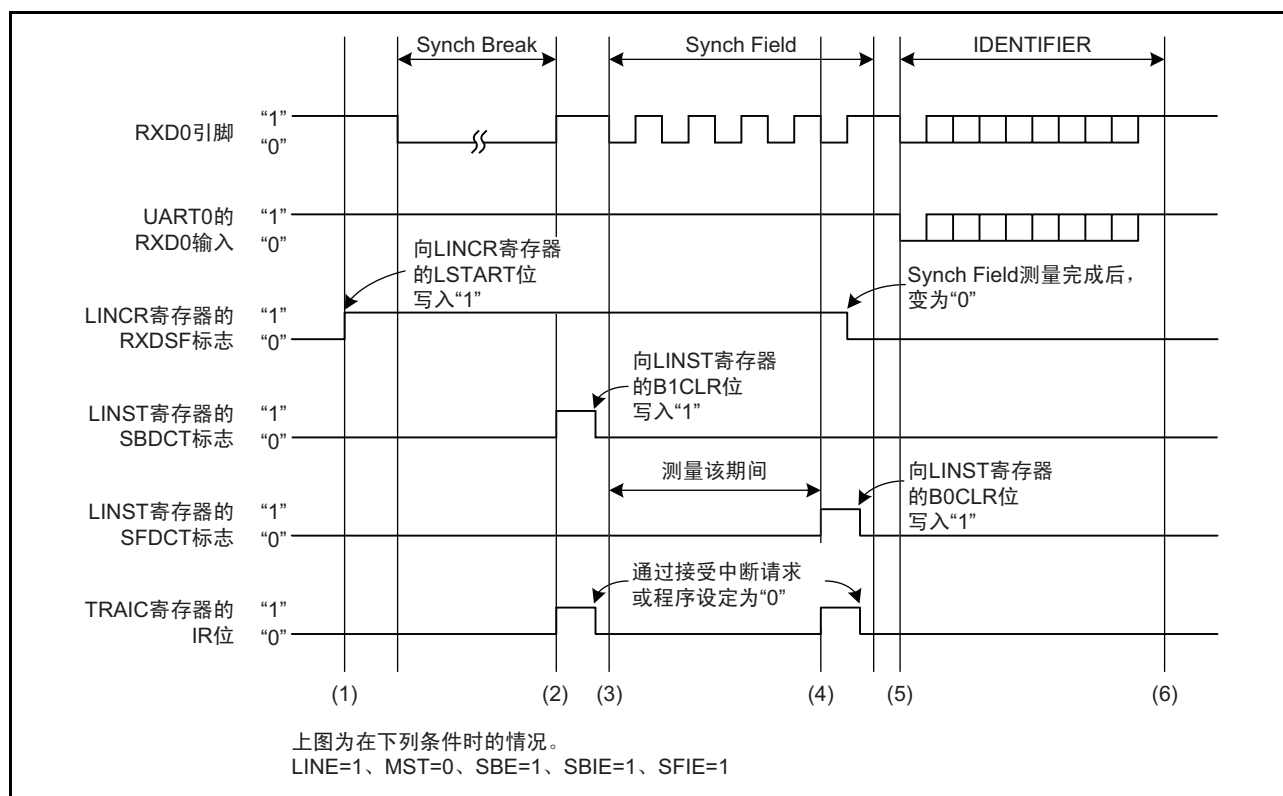 Synch Break
Synch Field
IDENTIFIER
RXD0引脚
“1”
“0”
UART0的
RXD0输入
“1”
“0”
向LINCR寄存器
的LSTART位
写入“1”
Synch Field测量完成后，
变为“0”
LINCR寄存器的
RXDSF标志
“1”
“0”
向LINST寄存器
的B1CLR位
写入“1”
LINST寄存器的
SBDCT标志
“1”
“0”
测量该期间
向LINST寄存器
的B0CLR位
写入“1”
LINST寄存器的
SFDCT标志
“1”
“0”
通过接受中断请求
或程序设定为“0”
TRAIC寄存器的
IR位
“1”
“0”
(1)
(2)
(3)
(4)
(5)
(6)
上图为在下列条件时的情况。
LINE=1、MST=0、SBE=1、SBIE=1、SFIE=1